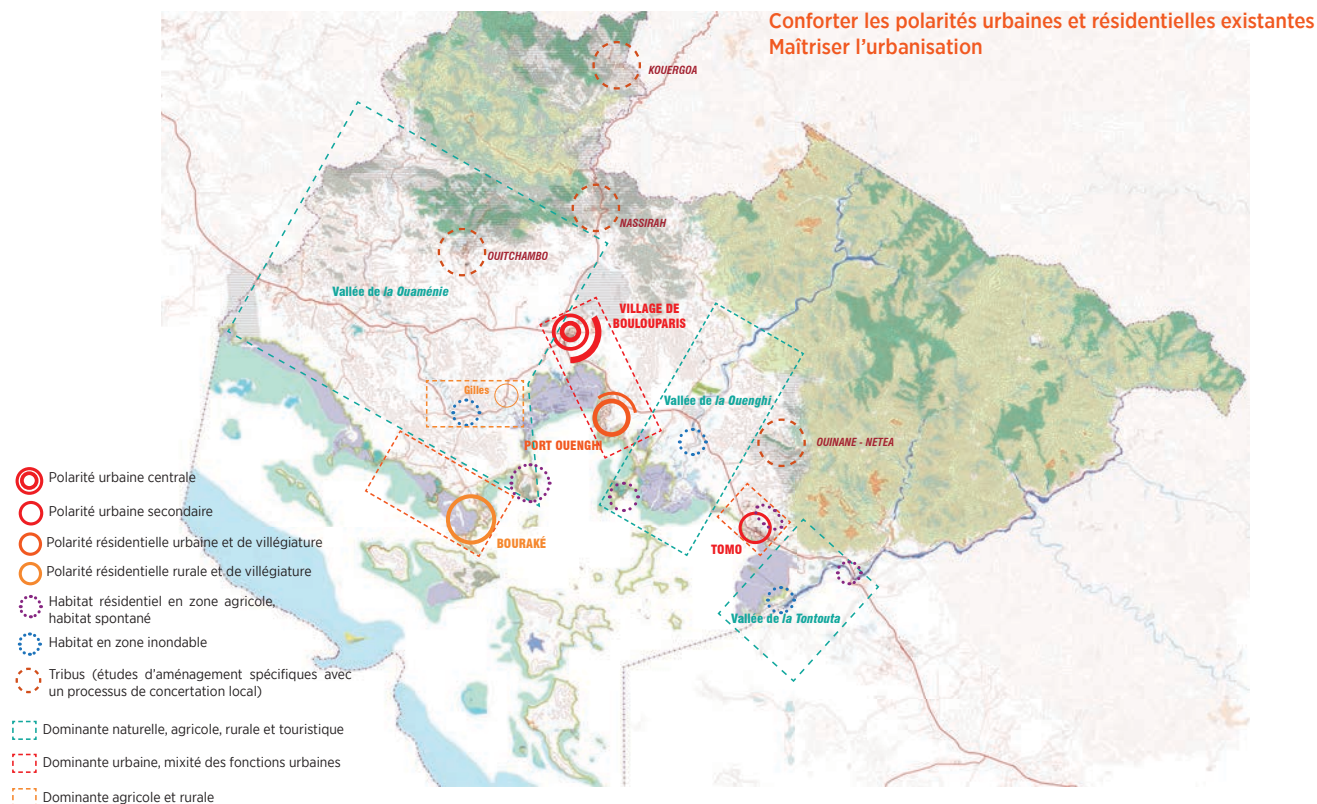 Conforter les polarités urbaines et résidentielles existantes
Maîtriser l'urbanisation
KOUERGOA
NASSIRAH
OUITCHAMBO
Vallée de la Ouaménie
VILLAGE DE
BOULOUPARIS
Gilles
Vallée de la Ouenghi
PORT OUENGHI
OUINANE - NETEA
BOURAKÉ
TOMO
Vallée de la Tontouta
Polarité urbaine centrale
Polarité urbaine secondaire
Polarité résidentielle urbaine et de villégiature
Polarité résidentielle rurale et de villégiature
Habitat résidentiel en zone agricole,
habitat spontané
Habitat en zone inondable
Tribus (études d'aménagement spécifiques avec
un processus de concertation local)
Dominante naturelle, agricole, rurale et touristique
Dominante urbaine, mixité des fonctions urbaines
Dominante agricole et rurale